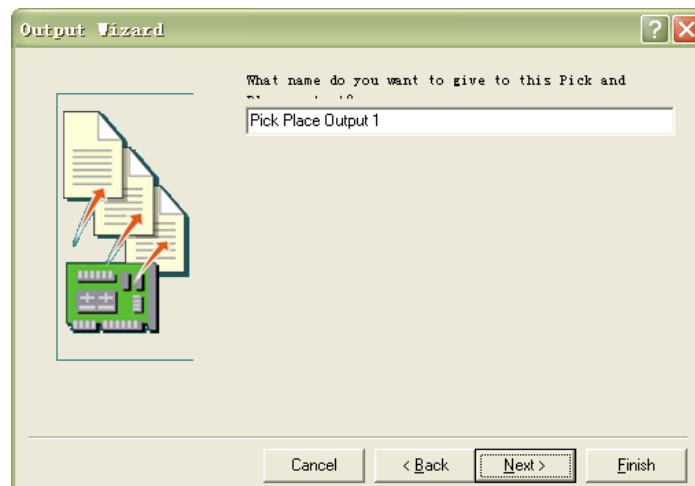 Output Wizard
What name do you want to give to this Pick and
Pick Place Output 1
Cancel
< Back
Next >
Finish